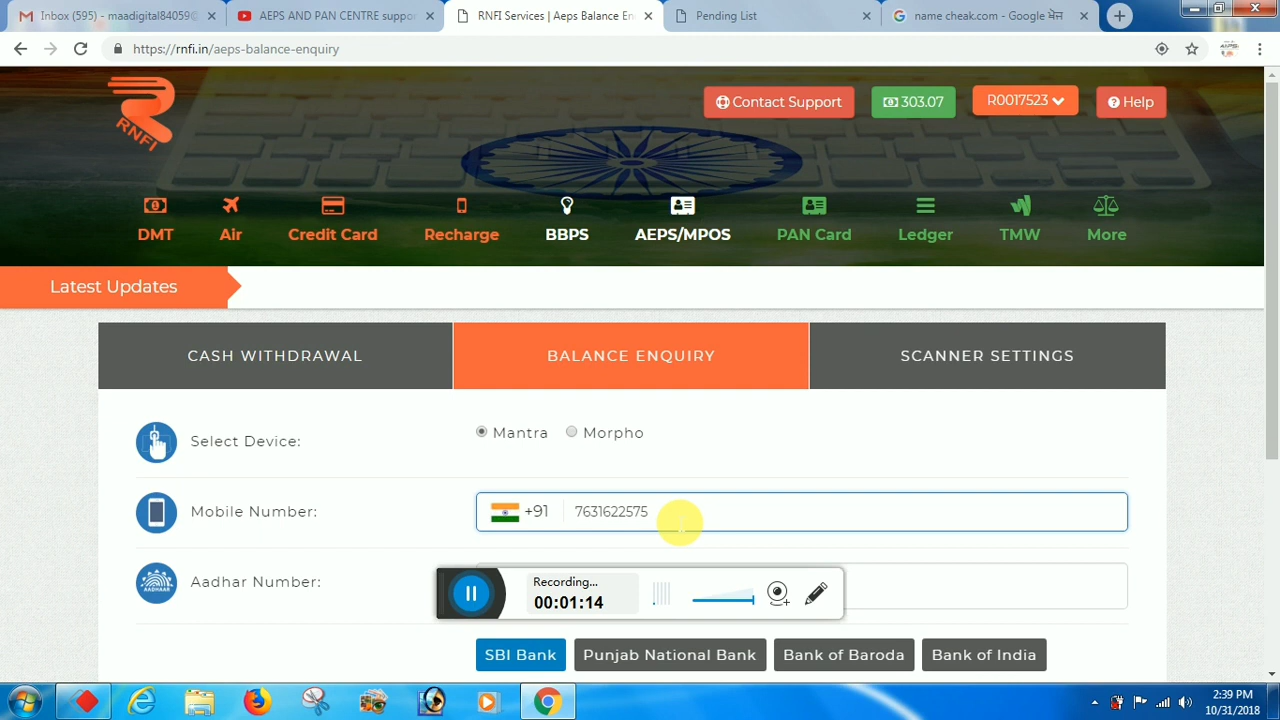 Inbox (595) - maadigital84059@
AEPS AND PAN CENTRE suppor
RNFI Services | Aeps Balance En
Pending List
name cheak.com - Google ਖੋਜ
https://rnfi.in/aeps-balance-enquiry
RNFI
Contact Support
303.07
R0017523
Help
DMT
Air
Credit Card
Recharge
BBPS
AEPS/MPOS
PAN Card
Ledger
TMW
More
Latest Updates
CASH WITHDRAWAL
BALANCE ENQUIRY
SCANNER SETTINGS
Select Device:
Mantra
Morpho
Mobile Number:
+91
7631622575
Aadhar Number:
AADHAAR
Recording...
00:01:14
SBI Bank
Punjab National Bank
Bank of Baroda
Bank of India
2:39 PM
10/31/2018